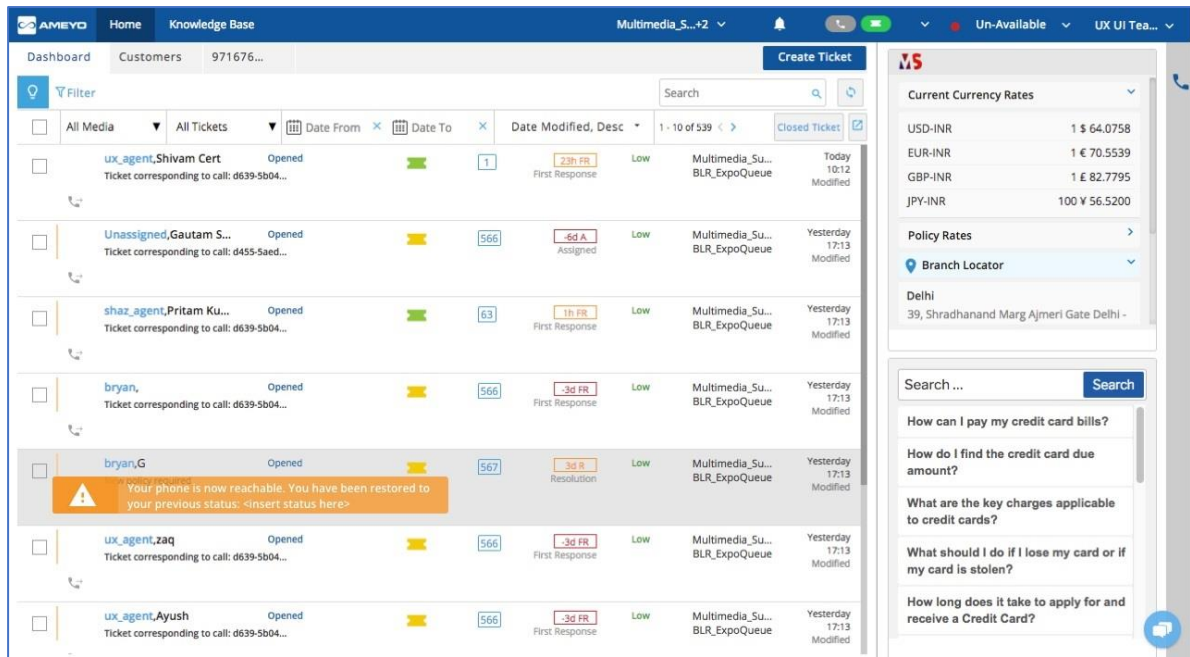 AMEYO Home Knowledge Base Multimedia_S...+2 Un-Available UX UI Tea...
Dashboard Customers 971676... Create Ticket
Filter Search
All Media All Tickets Date From × Date To × Date Modified, Desc 1 - 10 of 539 < > Closed Ticket
ux_agent,Shivam Cert Opened 1 23h FR Low Multimedia_Su... Today
Ticket corresponding to call: d639-5b04... First Response BLR_ExpoQueue 10:12
Modified
Unassigned,Gautam S... Opened 566 -6d A Low Multimedia_Su... Yesterday
Ticket corresponding to call: d455-5aed... Assigned BLR_ExpoQueue 17:13
Modified
shaz_agent,Pritam Ku... Opened 63 1h FR Low Multimedia_Su... Yesterday
Ticket corresponding to call: d639-5b04... First Response BLR_ExpoQueue 17:13
Modified
bryan, Opened 566 -3d FR Low Multimedia_Su... Yesterday
Ticket corresponding to call: d639-5b04... First Response BLR_ExpoQueue 17:13
Modified
bryan,G Opened 567 3d R Low Multimedia_Su... Yesterday
policy required Resolution BLR_ExpoQueue 17:13
Modified
Your phone is now reachable. You have been restored to
your previous status: <insert status here>
ux_agent,zaq Opened 566 -3d FR Low Multimedia_Su... Yesterday
Ticket corresponding to call: d639-5b04... First Response BLR_ExpoQueue 17:13
Modified
ux_agent,Ayush Opened 566 -3d FR Low Multimedia_Su... Yesterday
Ticket corresponding to call: d639-5b04... First Response BLR_ExpoQueue 17:13
Modified
MS
Current Currency Rates
USD-INR 1 $ 64.0758
EUR-INR 1 € 70.5539
GBP-INR 1 £ 82.7795
JPY-INR 100 ¥ 56.5200
Policy Rates
Branch Locator
Delhi
39, Shradhanand Marg Ajmeri Gate Delhi -
Search ... Search
How can I pay my credit card bills?
How do I find the credit card due
amount?
What are the key charges applicable
to credit cards?
What should I do if I lose my card or if
my card is stolen?
How long does it take to apply for and
receive a Credit Card?